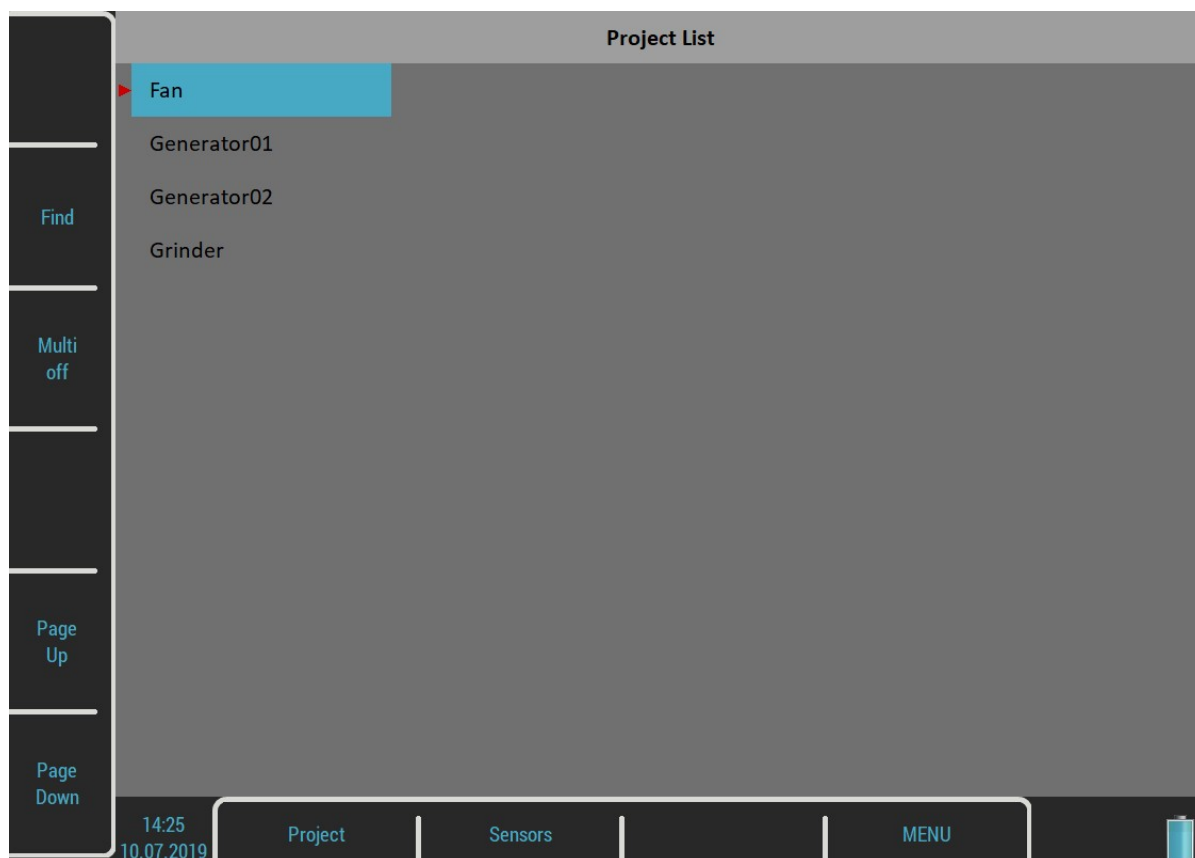 Project List
Fan
Generator01
Generator02
Grinder
Find
Multi
off
Page
Up
Page
Down
14:25
10.07.2019
Project
Sensors
MENU